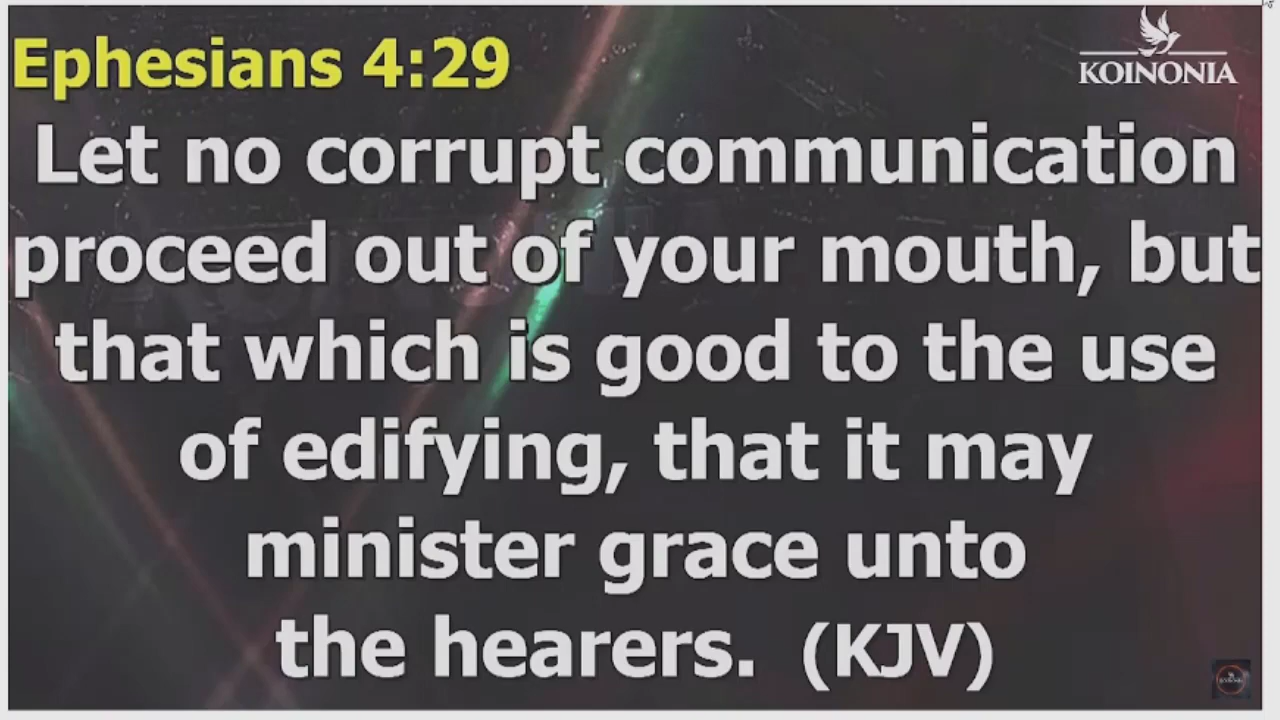 Ephesians 4:29
KOINONIA
Let no corrupt communication
proceed out of your mouth, but
that which is good to the use
of edifying, that it may
minister grace unto
the hearers. (KJV)